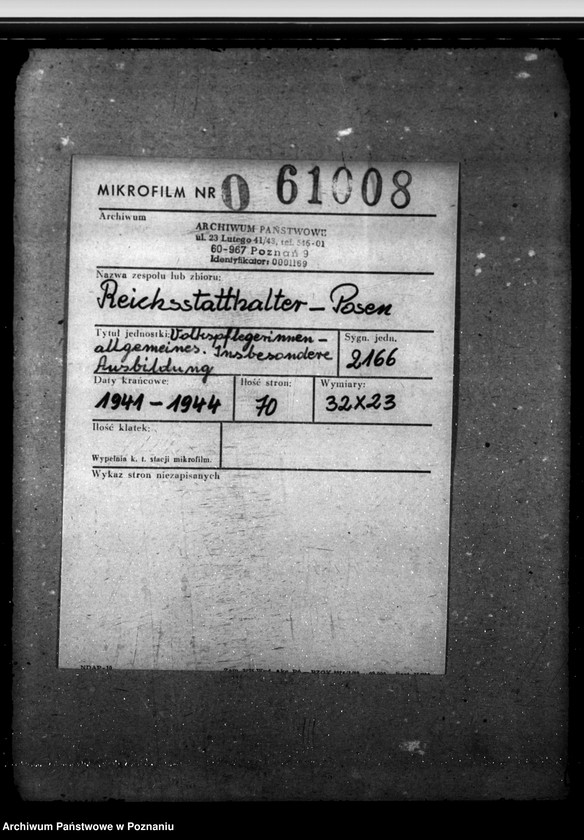 MIKROFILM NR 0 61008
Archiwum
ARCHIWUM PAŃSTWOWE
ul. 23 Lutego 41/43, tel. 546-01
60-967 Poznań 9
Identyfikator: 0001159
Nazwa zespołu lub zbioru:
Reichsstatthalter – Posen
Tytuł jednostki: Volkspflegerinnen –
allgemeines. Insbesondere
Ausbildung
Sygn. jedn.
2166
Daty krańcowe:
1941 – 1944
Ilość stron:
70
Wymiary:
32x23
Ilość klatek:
Wypełnia k. t. stacji mikrofilm.
Wykaz stron niezapisanych
Archiwum Państwowe w Poznaniu